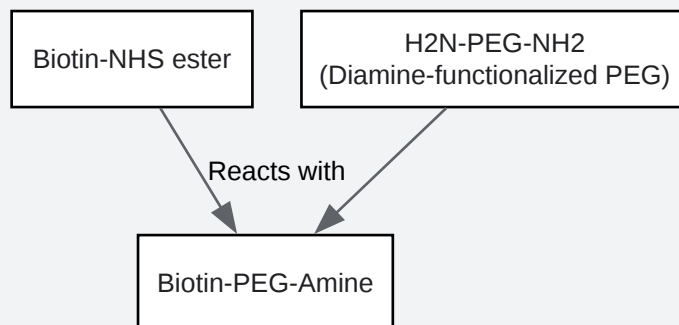 Biotin-NHS ester
H2N-PEG-NH2
(Diamine-functionalized PEG)
Reacts with
Biotin-PEG-Amine